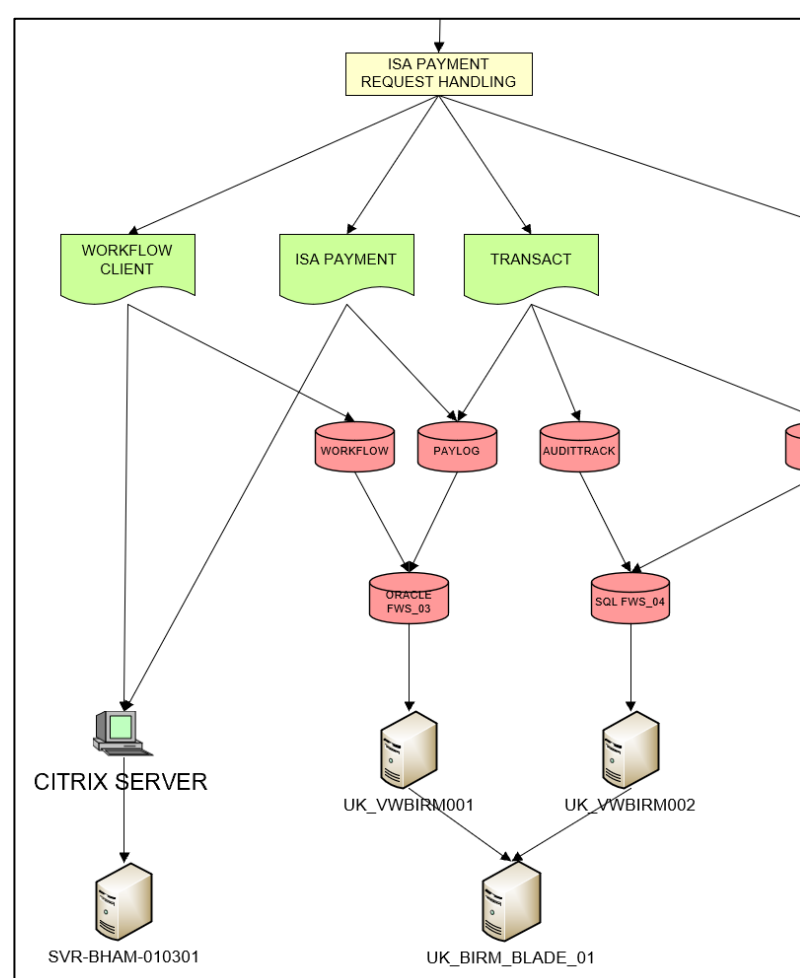 ISA PAYMENT
REQUEST HANDLING
WORKFLOW
CLIENT
ISA PAYMENT
TRANSACT
WORKFLOW
PAYLOG
AUDITTRACK
ORACLE
FWS_03
SQL FWS_04
CITRIX SERVER
UK_VWBIRM001
UK_VWBIRM002
SVR-BHAM-010301
UK_BIRM_BLADE_01